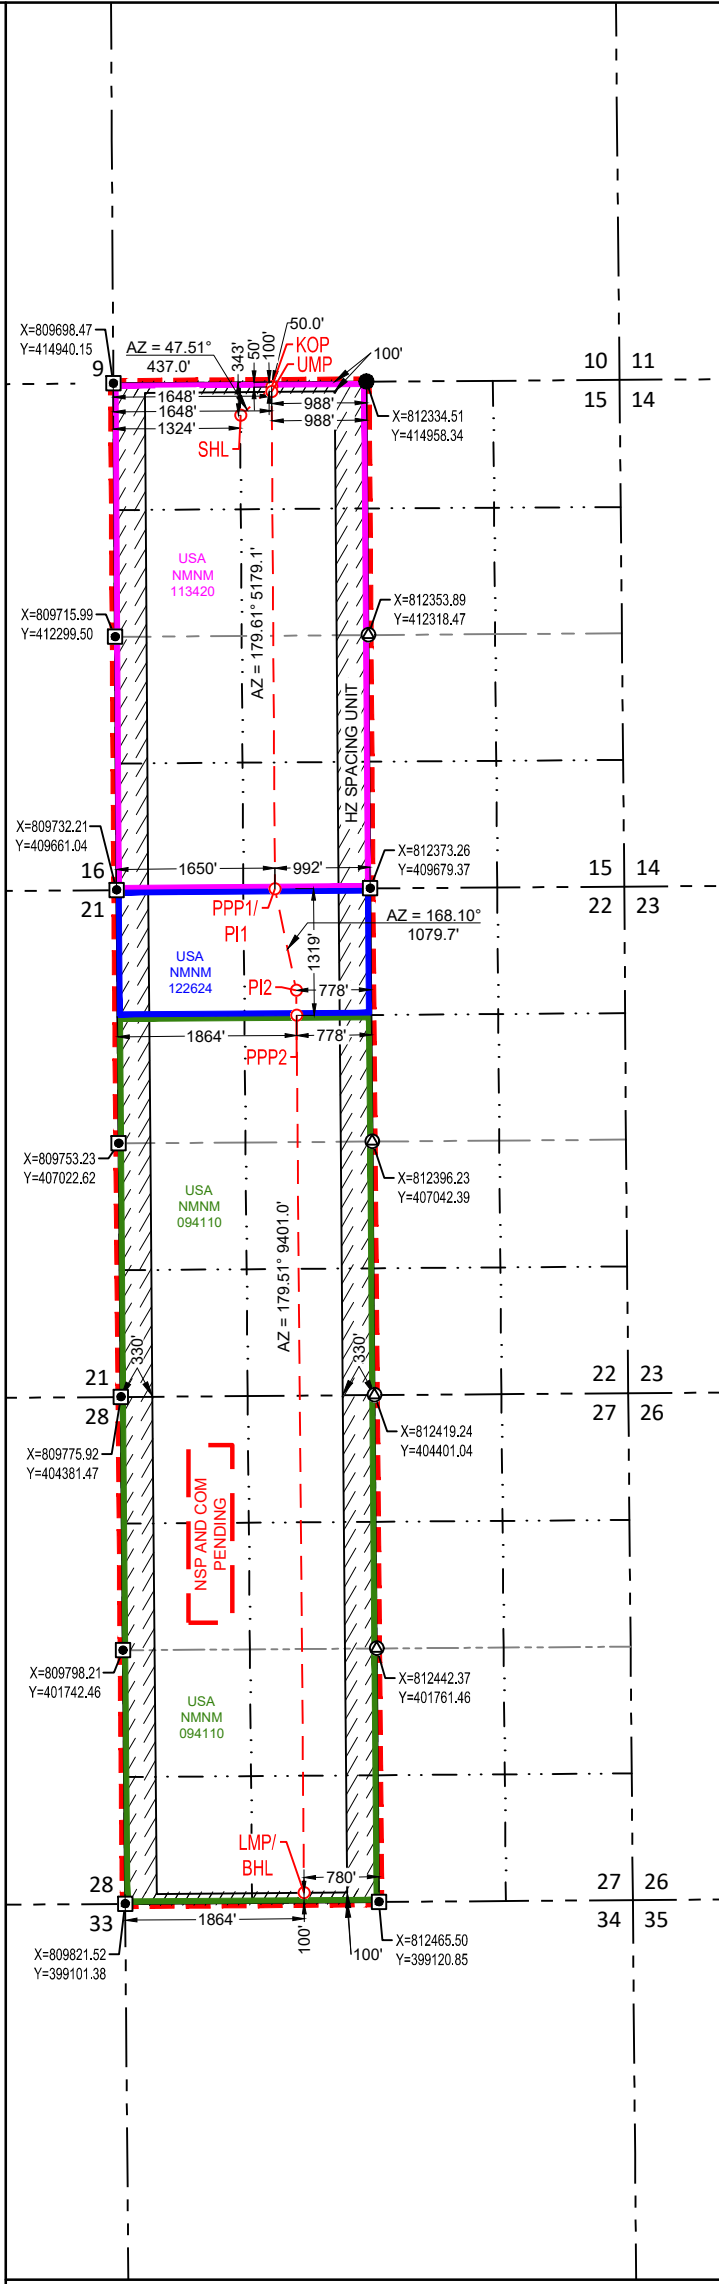 50.0'
KOP
UMP
X=809698.47
Y=414940.15
AZ = 47.51°
437.0'
343'
50'
100'
100'
9
10 11
15 14
1648'
1648'
1324'
988'
988'
SHL
X=812334.51
Y=414958.34
USA
NMNM
113420
AZ = 179.61° 5179.1'
X=809715.99
Y=412299.50
X=812353.89
Y=412318.47
HZ SPACING UNIT
X=809732.21
Y=409661.04
X=812373.26
Y=409679.37
16
21
1650'
992'
15 14
22 23
PPP1/
PI1
AZ = 168.10°
1079.7'
1319'
USA
NMNM
122624
PI2
778'
1864'
778'
PPP2
X=809753.23
Y=407022.62
X=812396.23
Y=407042.39
USA
NMNM
094110
AZ = 179.51° 9401.0'
330'
330'
21
28
22 23
27 26
X=809775.92
Y=404381.47
X=812419.24
Y=404401.04
NSP AND COM
PENDING
X=809798.21
Y=401742.46
X=812442.37
Y=401761.46
USA
NMNM
094110
LMP/
BHL
780'
28
33
27 26
34 35
1864'
100'
100'
X=809821.52
Y=399101.38
X=812465.50
Y=399120.85